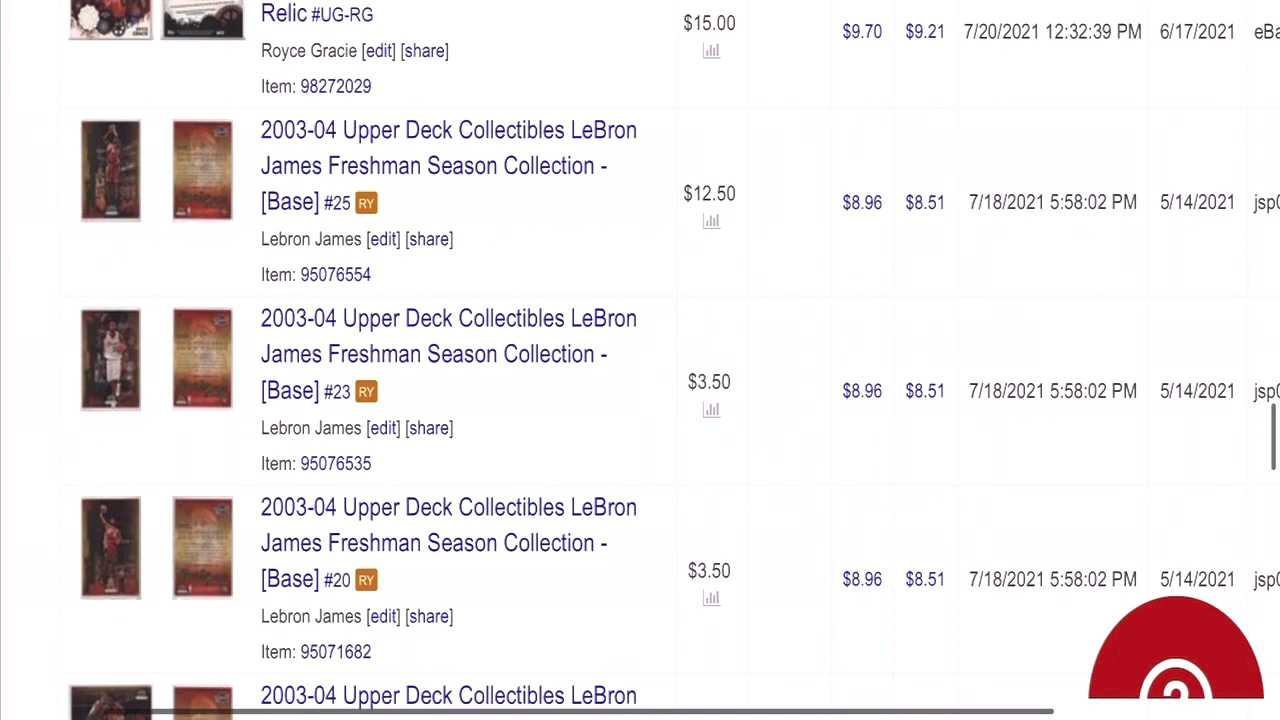 Relic #UG-RG
Royce Gracie [edit] [share]
Item: 98272029
$15.00
$9.70
$9.21
7/20/2021 12:32:39 PM
6/17/2021
2003-04 Upper Deck Collectibles LeBron
James Freshman Season Collection -
[Base] #25 RY
Lebron James [edit] [share]
Item: 95076554
$12.50
$8.96
$8.51
7/18/2021 5:58:02 PM
5/14/2021
2003-04 Upper Deck Collectibles LeBron
James Freshman Season Collection -
[Base] #23 RY
Lebron James [edit] [share]
Item: 95076535
$3.50
$8.96
$8.51
7/18/2021 5:58:02 PM
5/14/2021
2003-04 Upper Deck Collectibles LeBron
James Freshman Season Collection -
[Base] #20 RY
Lebron James [edit] [share]
Item: 95071682
$3.50
$8.96
$8.51
7/18/2021 5:58:02 PM
5/14/2021
2003-04 Upper Deck Collectibles LeBron